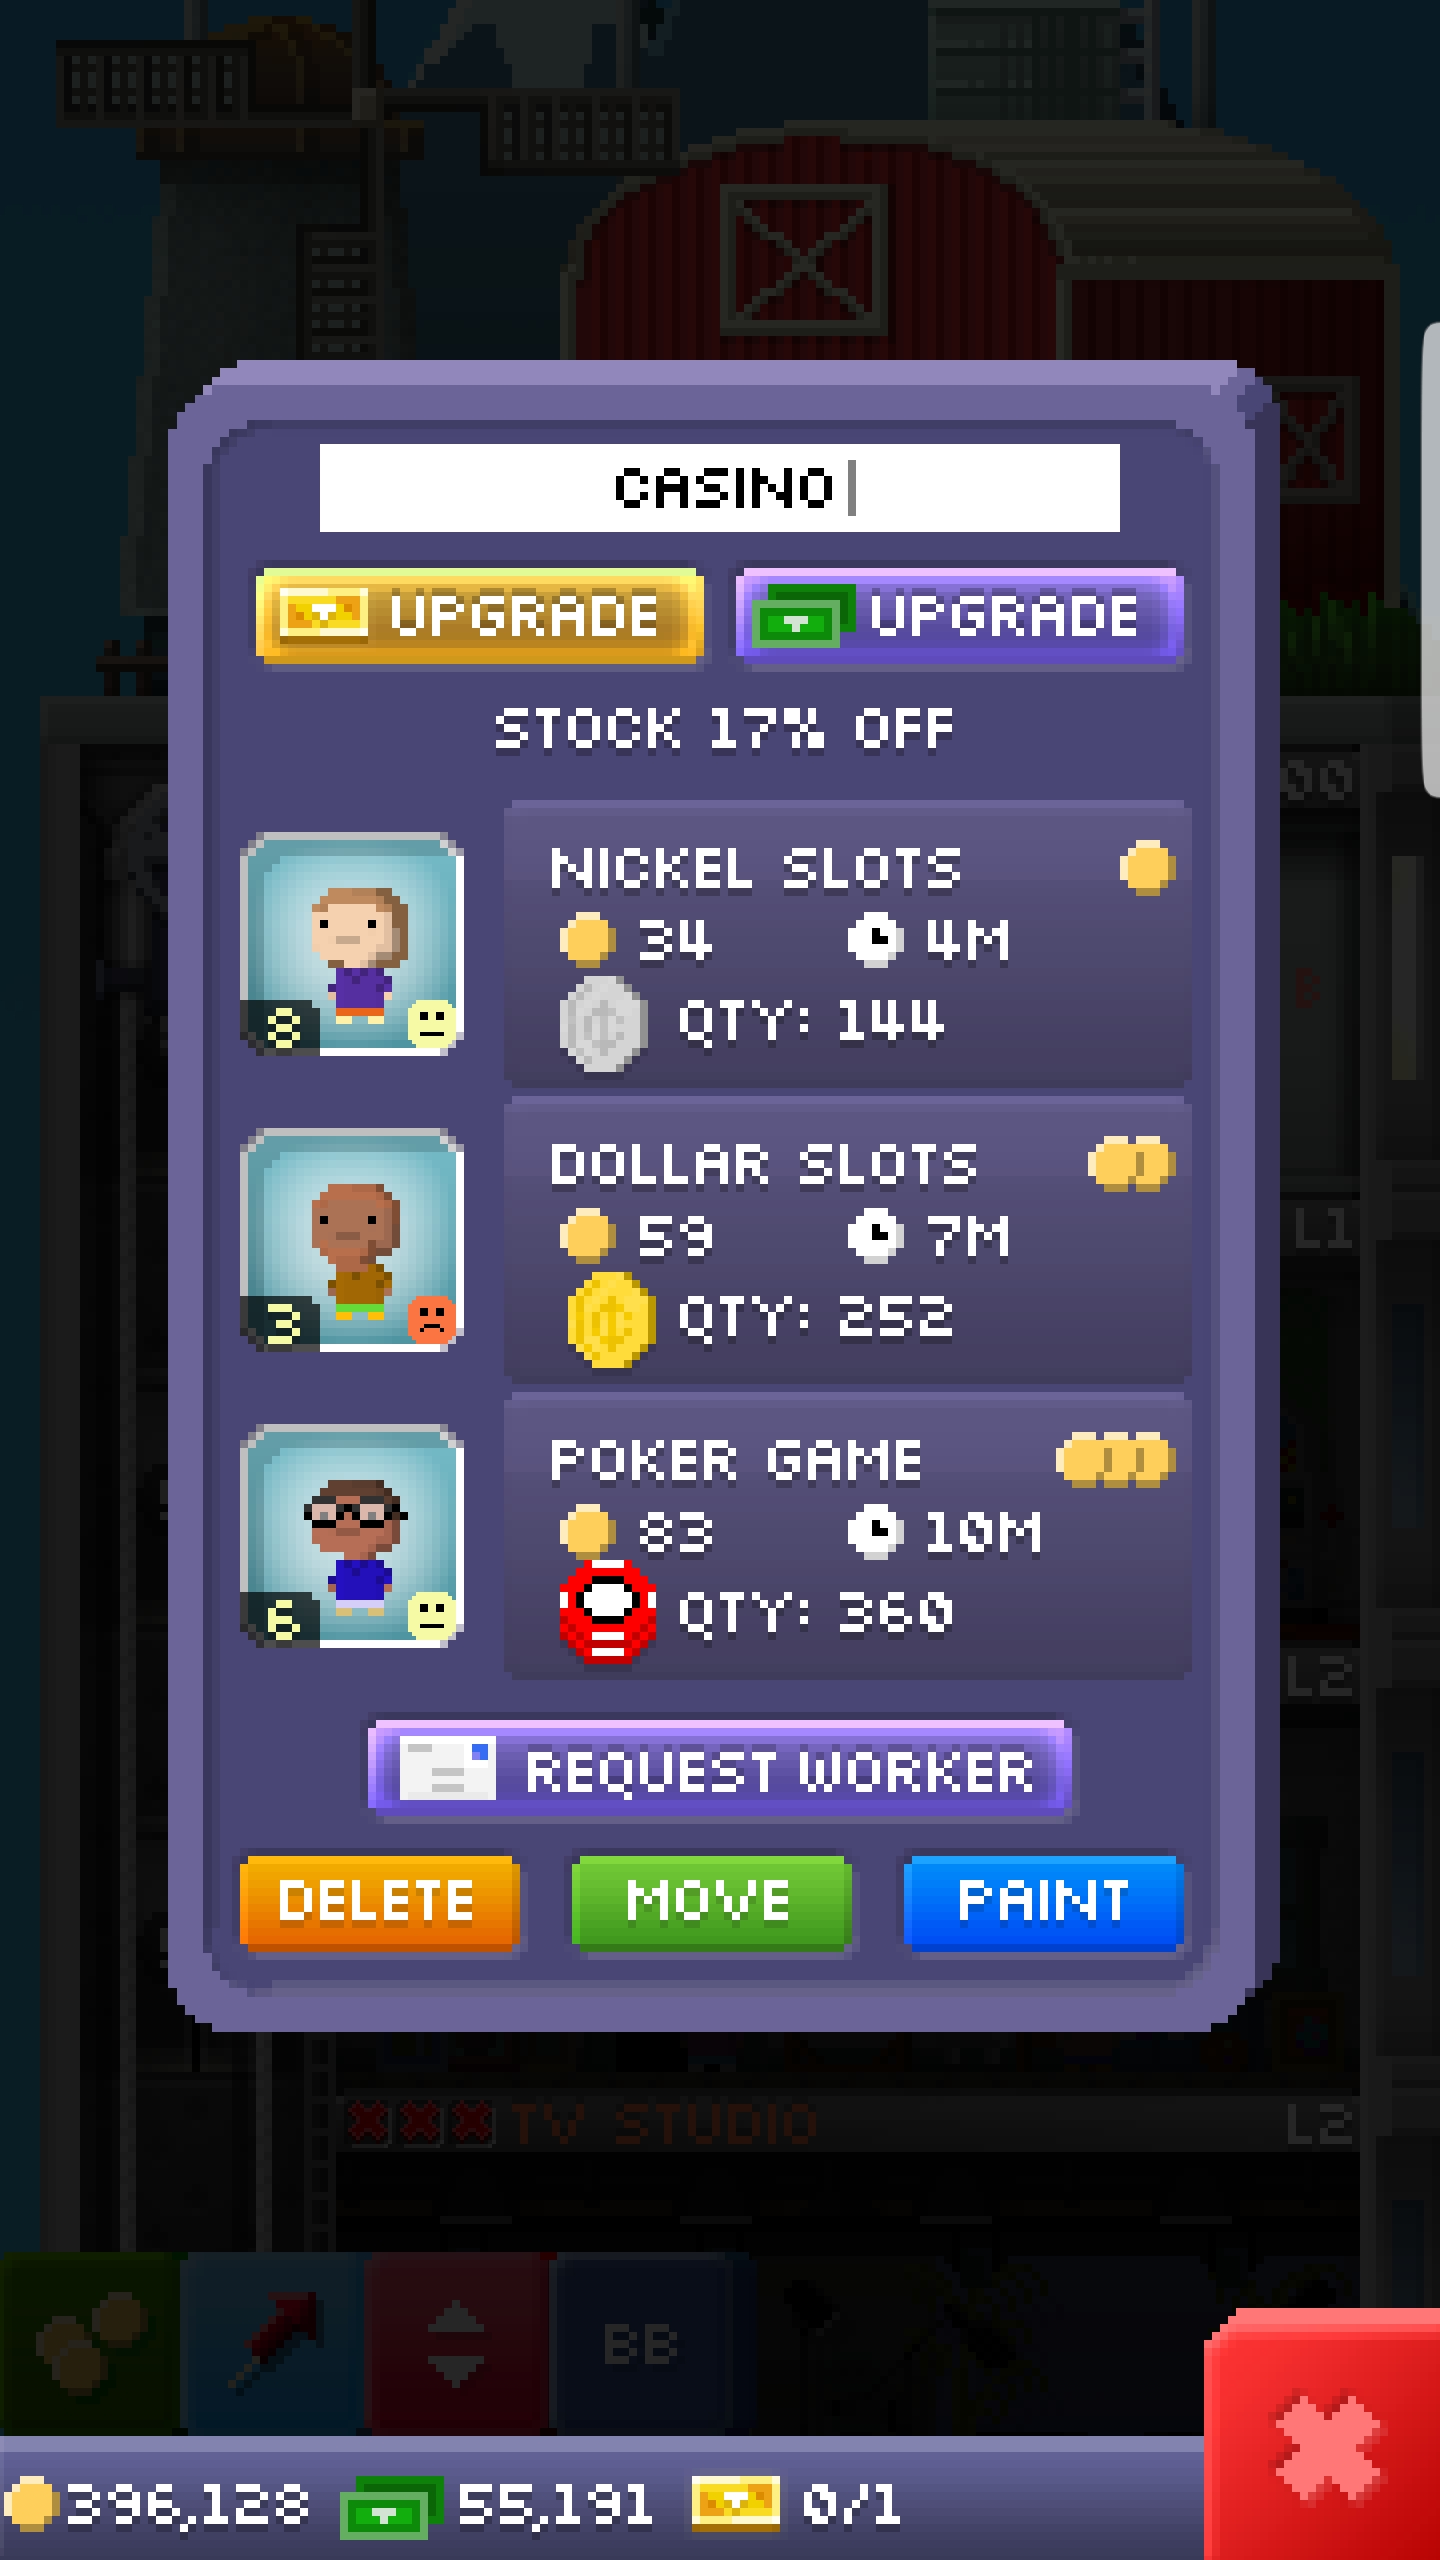 CASINO
UPGRADE UPGRADE
STOCK 17% OFF
NICKEL SLOTS
34 4M
8 QTY: 144
DOLLAR SLOTS
59 7M
3 QTY: 252
POKER GAME
83 10M
6 QTY: 360
REQUEST WORKER
DELETE MOVE PAINT
TV STUDIO L2
BB
396,128 55,191 0/1
00
B
L1
L2